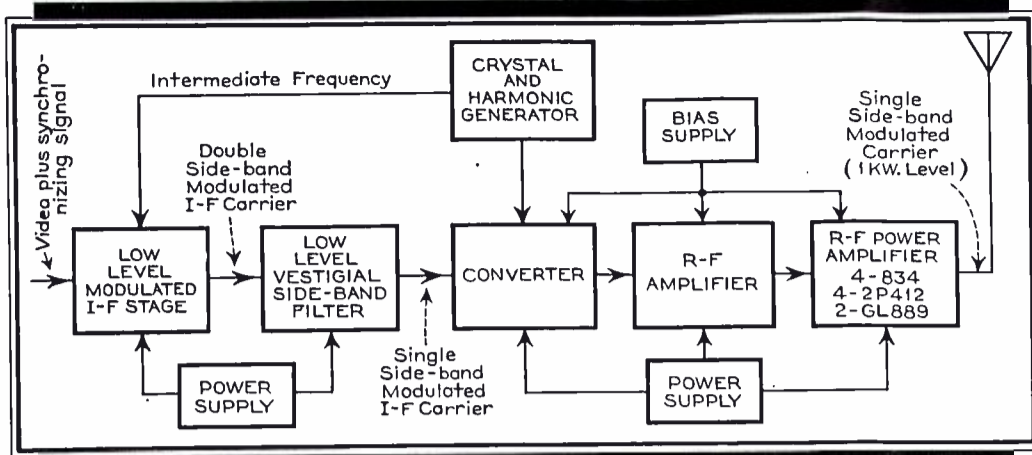 Video plus synchro-
nizing signal
Intermediate Frequency
CRYSTAL
AND
HARMONIC
GENERATOR
BIAS
SUPPLY
Single
Side-band
Modulated
Carrier
(1KW. Level)
Double
Side-band
Modulated
I-F Carrier
LOW
LEVEL
MODULATED
I-F STAGE
LOW
LEVEL
VESTIGIAL
SIDE-BAND
FILTER
CONVERTER
R-F
AMPLIFIER
R-F POWER
AMPLIFIER
4-834
4-2P412
2-GL889
Single
Side-band
Modulated
I-F Carrier
POWER
SUPPLY
POWER
SUPPLY